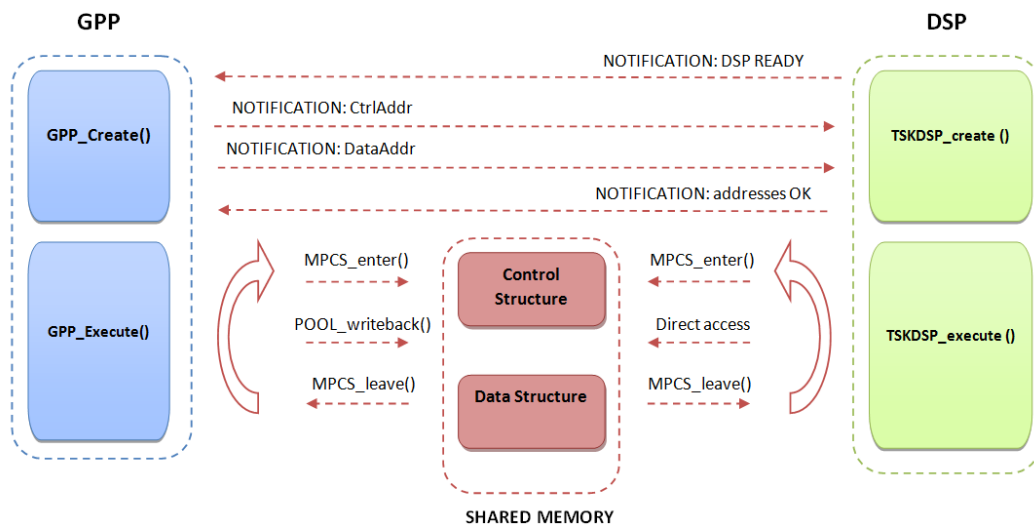 GPP
DSP
NOTIFICATION: DSP READY
NOTIFICATION: CtrlAddr
GPP_Create()
TSKDSP_create ()
NOTIFICATION: DataAddr
NOTIFICATION: addresses OK
MPCS_enter()
Control
Structure
MPCS_enter()
GPP_Execute()
POOL_writeback()
Direct access
TSKDSP_execute ()
MPCS_leave()
Data Structure
MPCS_leave()
SHARED MEMORY